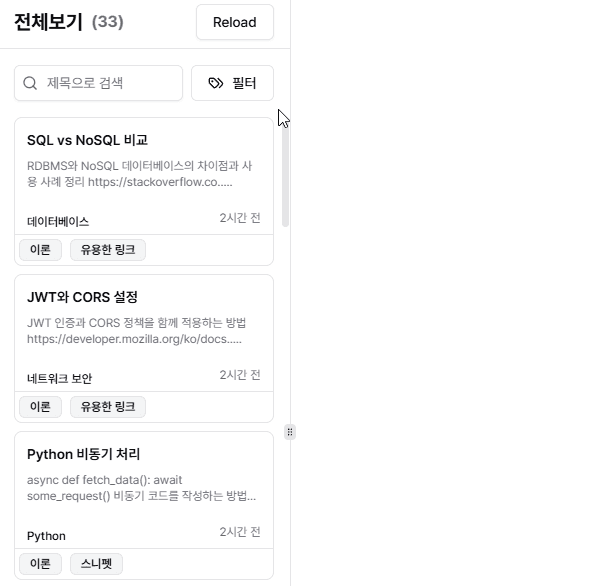 전체보기 (33)
Reload
제목으로 검색
필터
SQL vs NoSQL 비교
RDBMS와 NoSQL 데이터베이스의 차이점과 사
용 사례 정리 https://stackoverflow.co.....
데이터베이스
2시간 전
이론
유용한 링크
JWT와 CORS 설정
JWT 인증과 CORS 정책을 함께 적용하는 방법
https://developer.mozilla.org/ko/docs.....
네트워크 보안
2시간 전
이론
유용한 링크
Python 비동기 처리
async def fetch_data(): await
some_request() 비동기 코드를 작성하는 방법...
Python
2시간 전
이론
스니펫